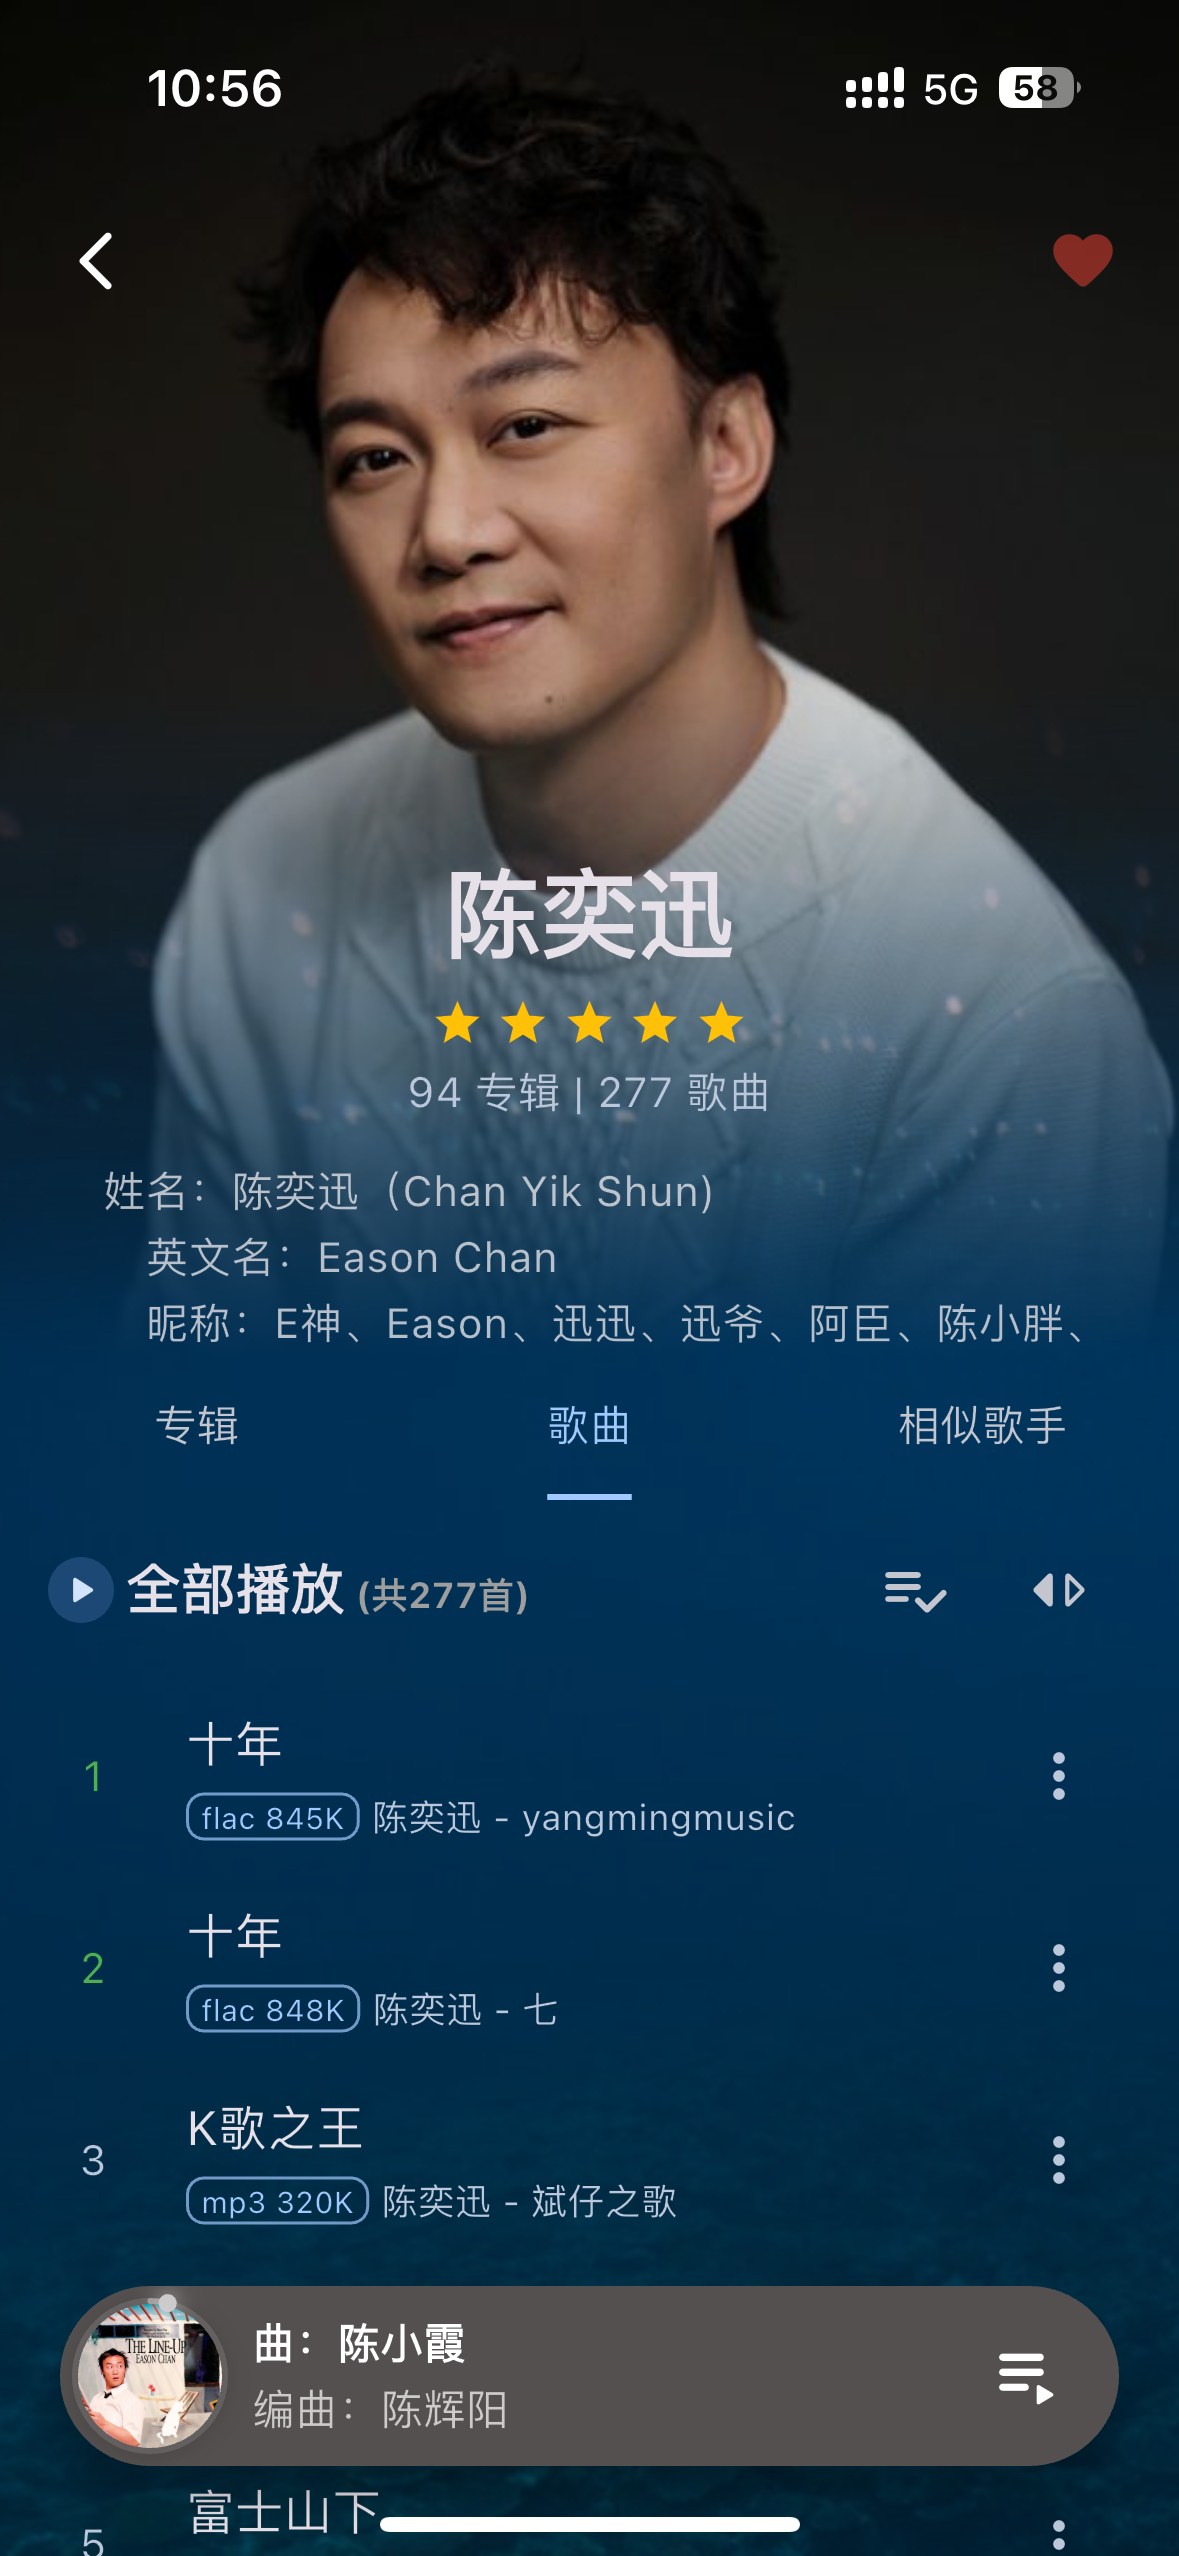 10:56 5G 58
陈奕迅
94 专辑 | 277 歌曲
姓名：陈奕迅（Chan Yik Shun)
英文名：Eason Chan
昵称：E神、Eason、迅迅、迅爷、阿臣、陈小胖、
专辑 歌曲 相似歌手
全部播放 (共277首)
1 十年
flac 845K 陈奕迅 - yangmingmusic
2 十年
flac 848K 陈奕迅 - 七
3 K歌之王
mp3 320K 陈奕迅 - 斌仔之歌
THE LINE-UP
EASON CHAN
曲：陈小霞
编曲：陈辉阳
5 富士山下